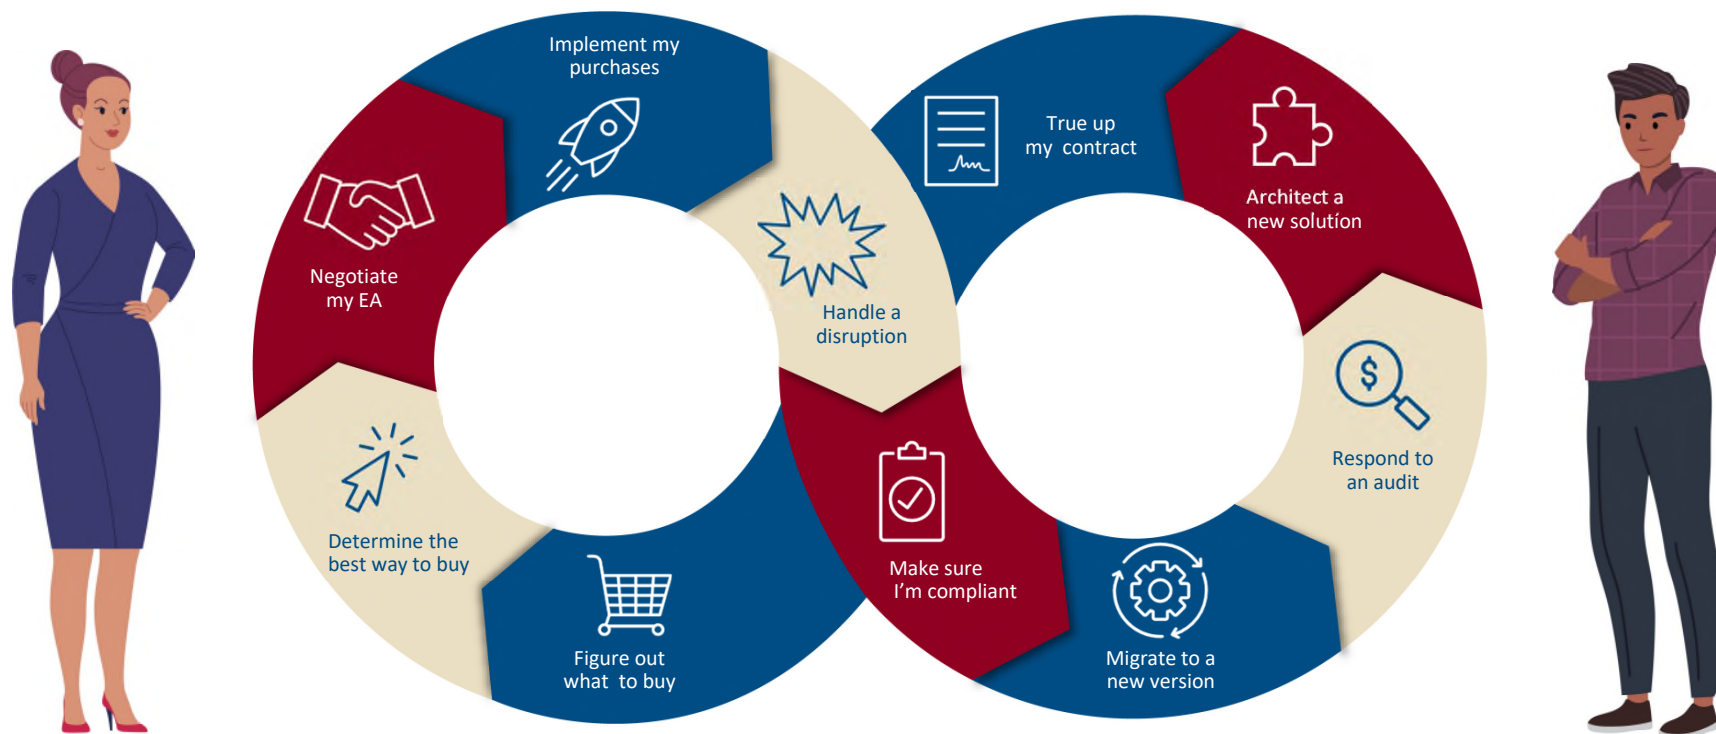 Implement my
purchases
True up
my contract
Architect a
new solution
Negotiate
my EA
Handle a
disruption
Respond to
an audit
Determine the
best way to buy
Make sure
I'm compliant
Figure out
what to buy
Migrate to a
new version
$